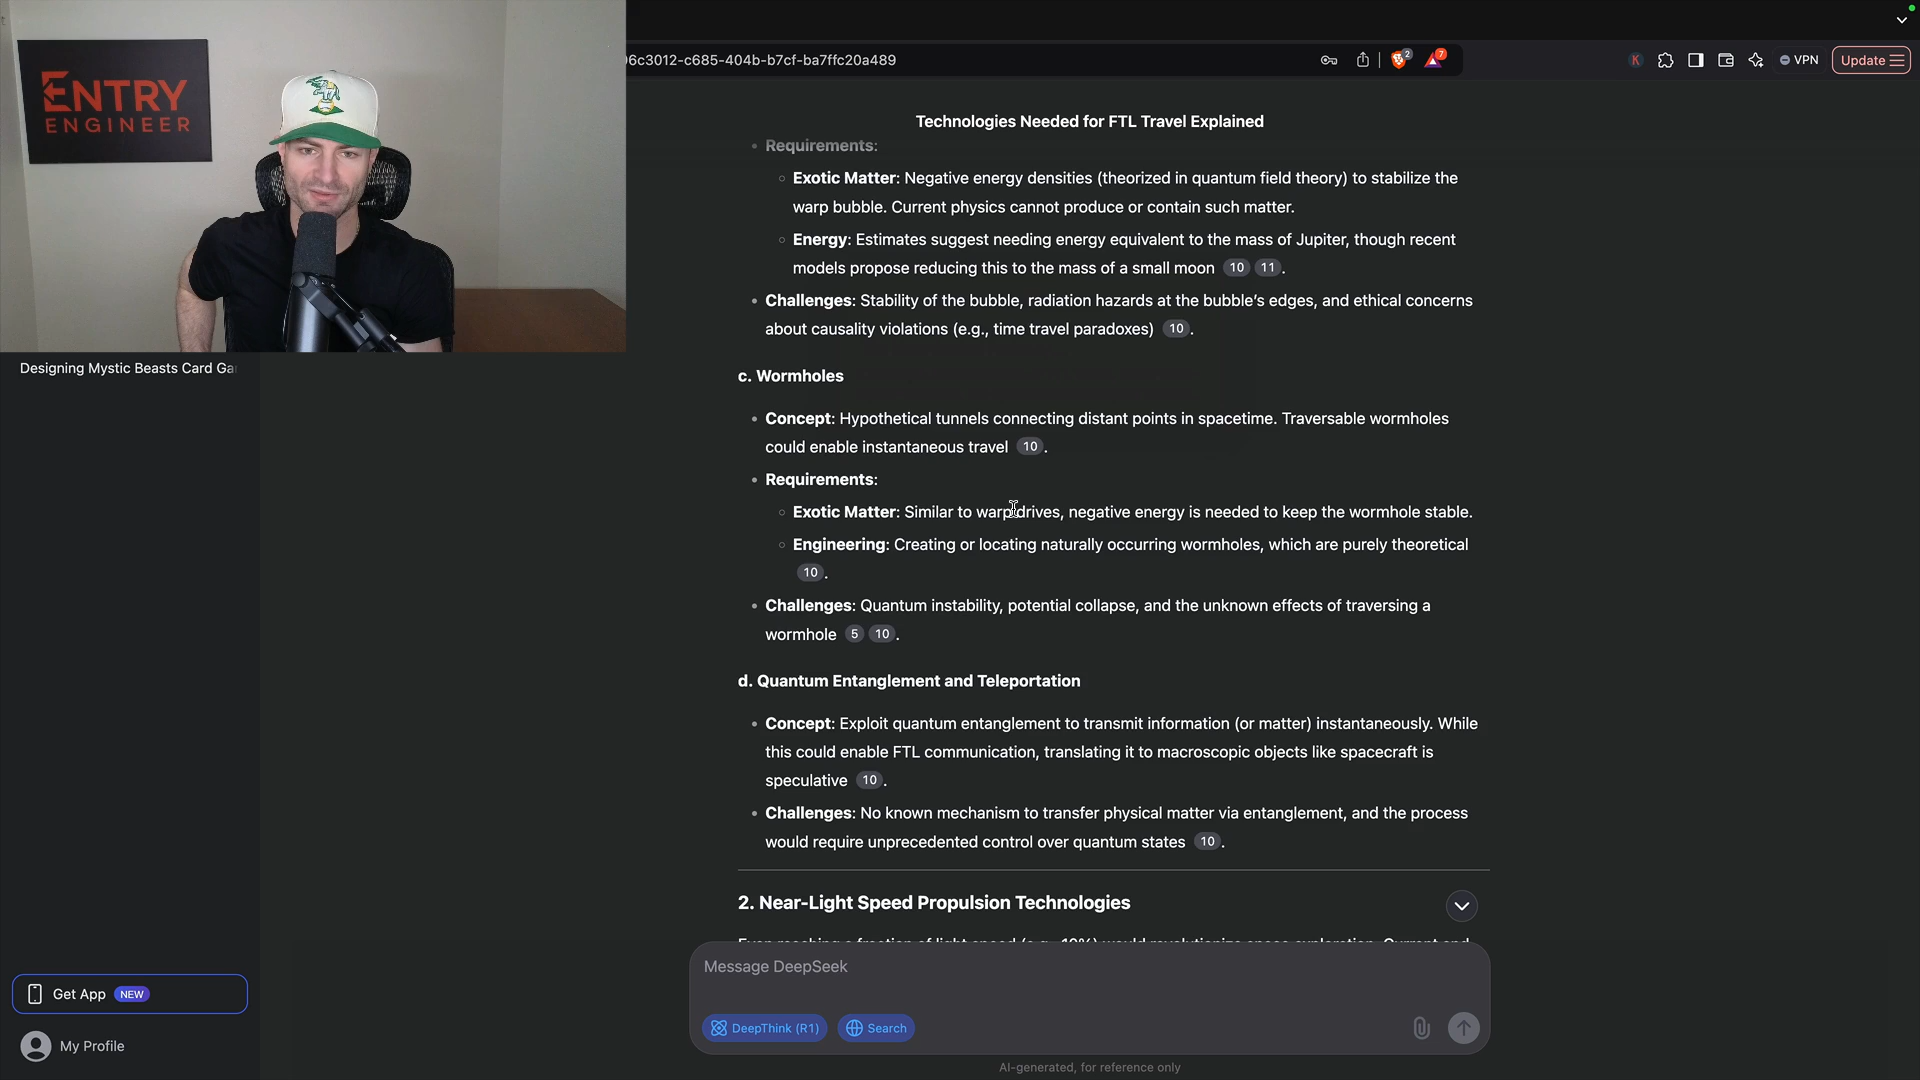 ENTRY
ENGINEER
06c3012-c685-404b-b7cf-ba7ffc20a489
2
7
K
VPN
Update
Technologies Needed for FTL Travel Explained
Requirements:
Exotic Matter: Negative energy densities (theorized in quantum field theory) to stabilize the
warp bubble. Current physics cannot produce or contain such matter.
Energy: Estimates suggest needing energy equivalent to the mass of Jupiter, though recent
models propose reducing this to the mass of a small moon 10 11.
Challenges: Stability of the bubble, radiation hazards at the bubble's edges, and ethical concerns
about causality violations (e.g., time travel paradoxes) 10.
Designing Mystic Beasts Card Ga
c. Wormholes
Concept: Hypothetical tunnels connecting distant points in spacetime. Traversable wormholes
could enable instantaneous travel 10.
Requirements:
Exotic Matter: Similar to warp drives, negative energy is needed to keep the wormhole stable.
Engineering: Creating or locating naturally occurring wormholes, which are purely theoretical
10.
Challenges: Quantum instability, potential collapse, and the unknown effects of traversing a
wormhole 5 10.
d. Quantum Entanglement and Teleportation
Concept: Exploit quantum entanglement to transmit information (or matter) instantaneously. While
this could enable FTL communication, translating it to macroscopic objects like spacecraft is
speculative 10.
Challenges: No known mechanism to transfer physical matter via entanglement, and the process
would require unprecedented control over quantum states 10.
2. Near-Light Speed Propulsion Technologies
Message DeepSeek
DeepThink (R1)
Search
Get App NEW
My Profile
AI-generated, for reference only